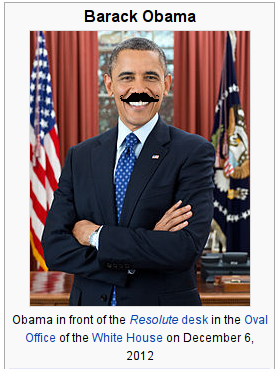 Barack Obama
Obama in front of the Resolute desk in the Oval
Office of the White House on December 6,
2012